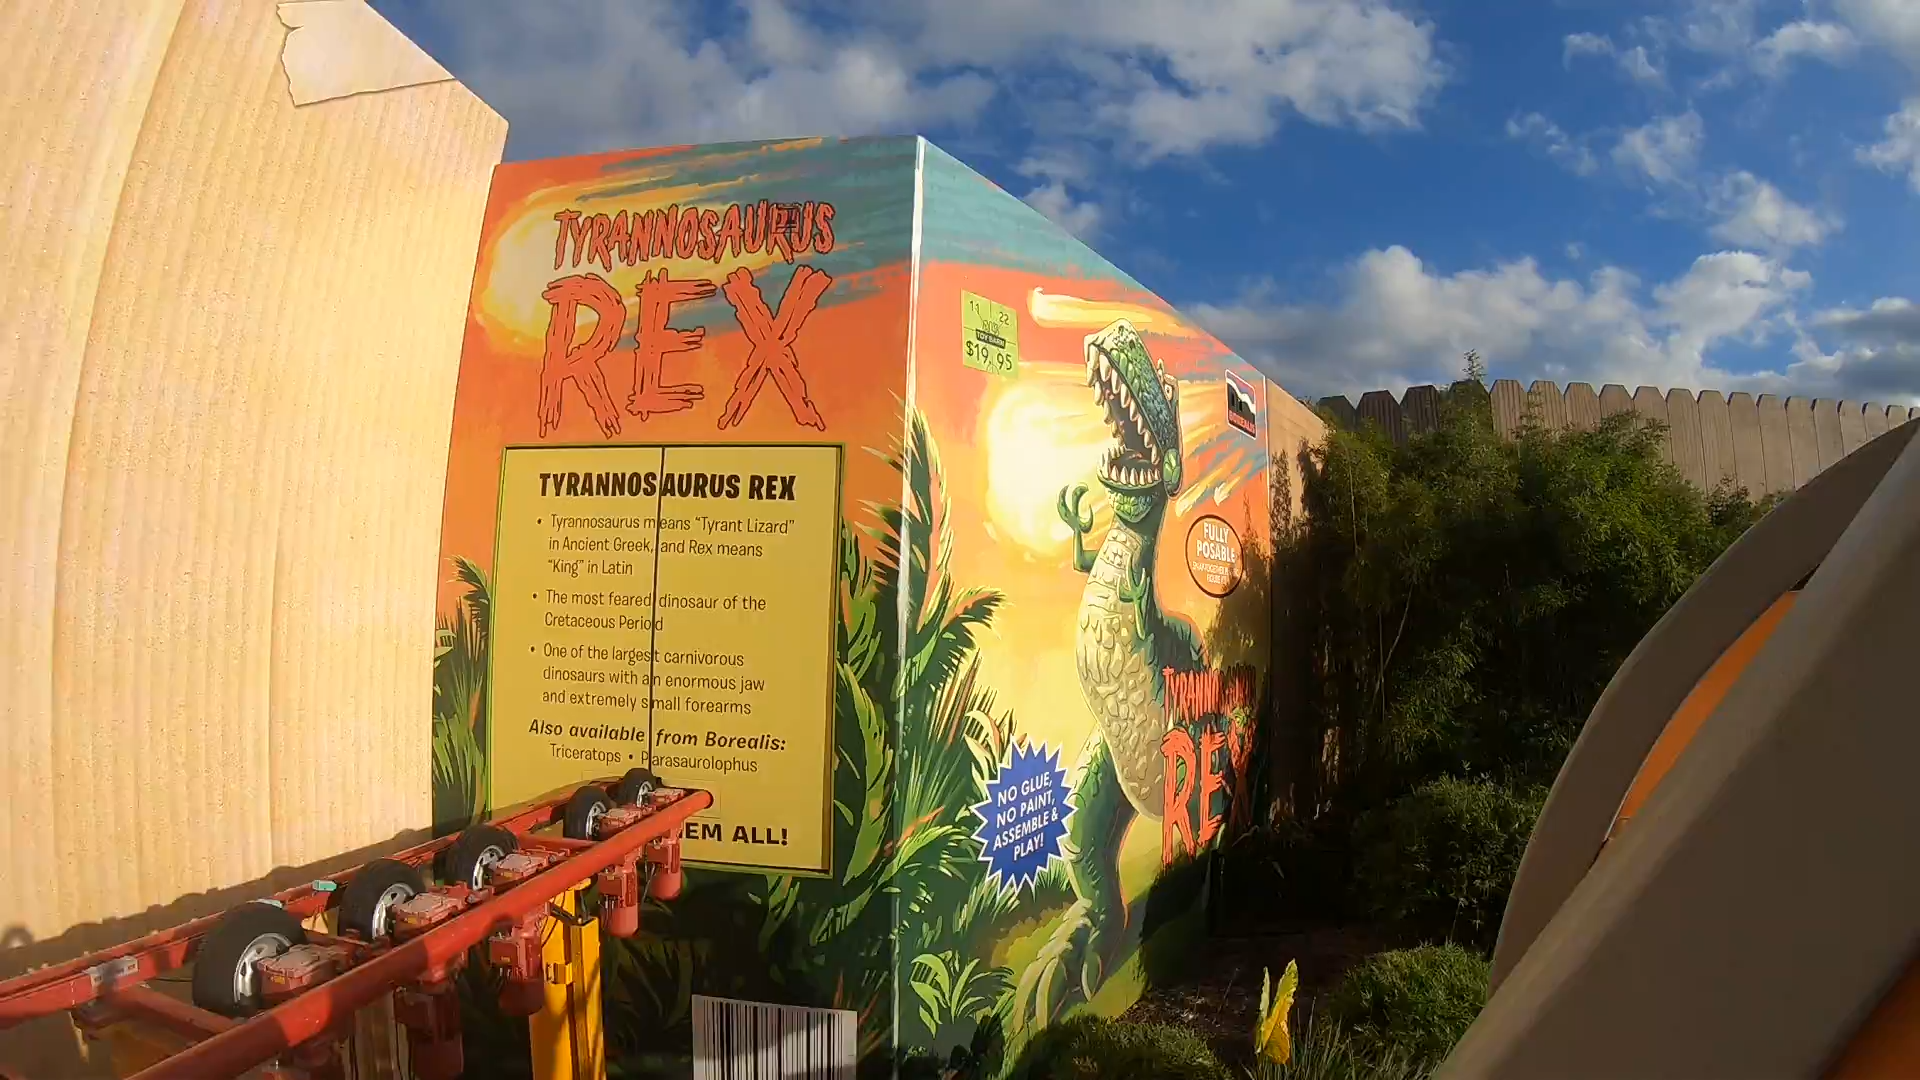 TYRANNOSAURUS
REX
TYRANNOSAURUS REX
• Tyrannosaurus means “Tyrant Lizard”
in Ancient Greek, and Rex means
“King” in Latin
• The most feared dinosaur of the
Cretaceous Period
• One of the largest carnivorous
dinosaurs with an enormous jaw
and extremely small forearms
Also available from Borealis:
Triceratops • Parasaurolophus
EM ALL!
11 22
TOY BARN
$19.95
BOREALIS
FULLY
POSABLE
TYRANNO
REX
NO GLUE,
NO PAINT,
ASSEMBLE &
PLAY!